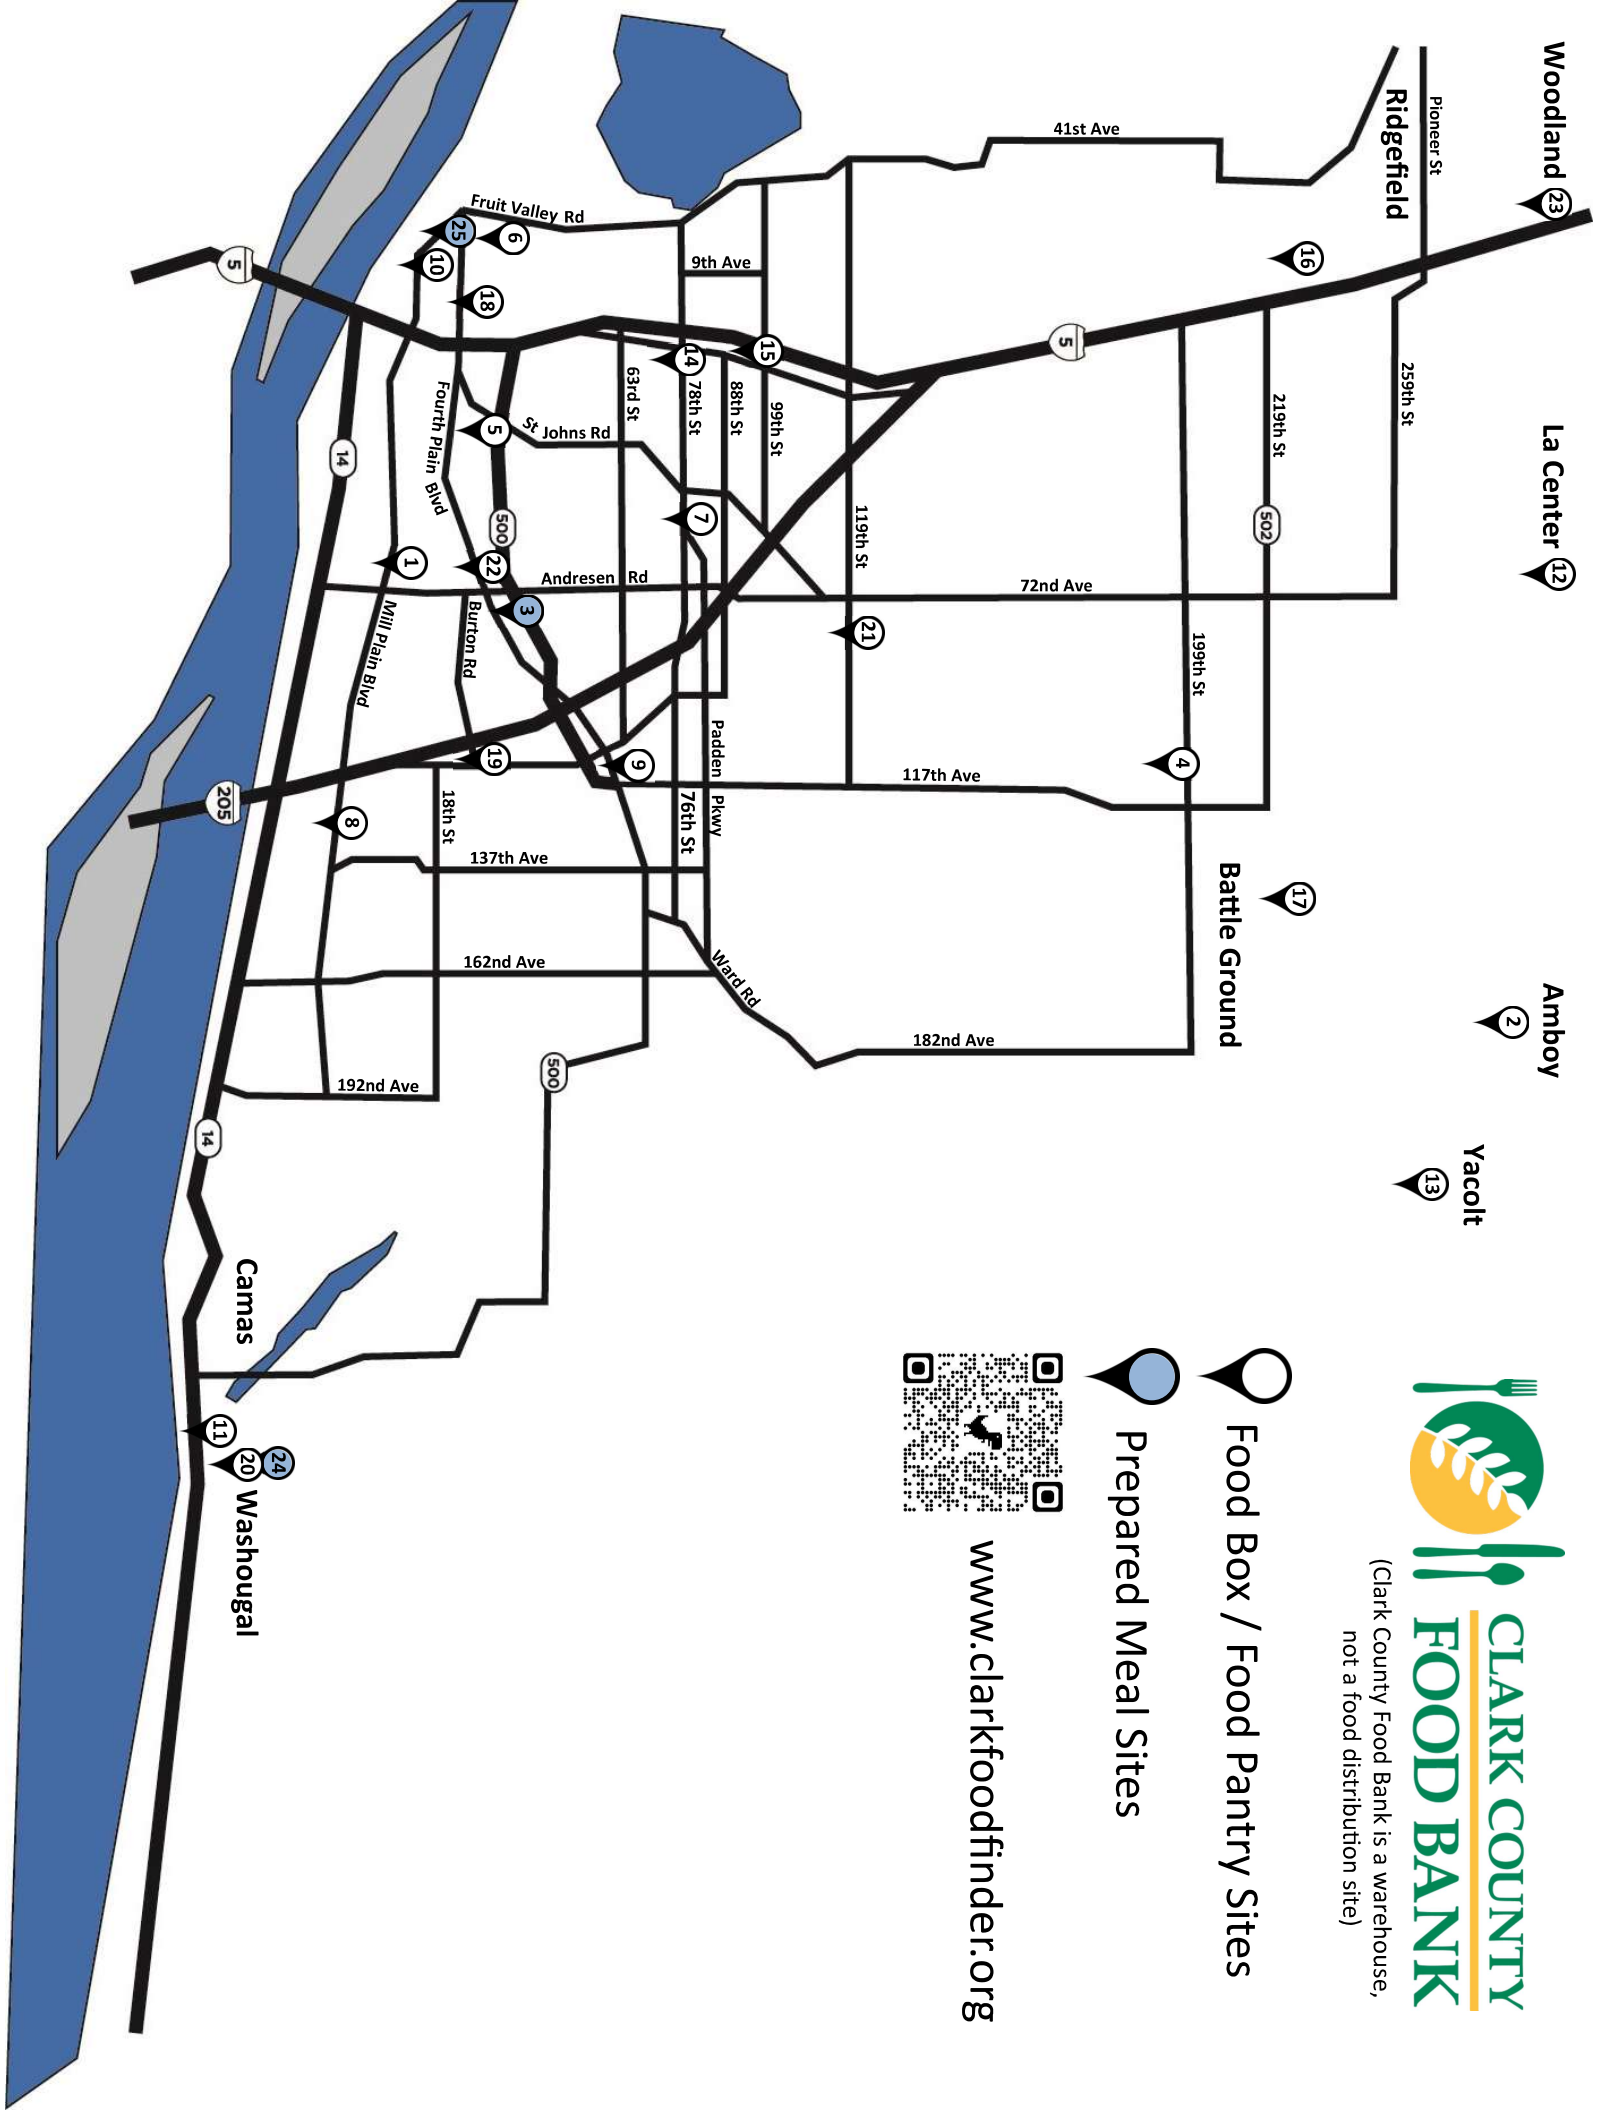 Woodland
23
La Center
12
Amboy
2
Yacolt
13
CLARK COUNTY
FOOD BANK
(Clark County Food Bank is a warehouse,
not a food distribution site)
Pioneer St
Ridgefield
16
259th St
219th St
502
17
Battle Ground
Food Box / Food Pantry Sites
Prepared Meal Sites
www.clarkfoodfinder.org
41st Ave
5
72nd Ave
199th St
4
117th Ave
182nd Ave
119th St
21
9th Ave
15
99th St
14
88th St
78th St
7
63rd St
Padden Pkwy
76th St
Ward Rd
Fruit Valley Rd
6
25
10
18
St Johns Rd
5
500
Andresen Rd
22
3
9
Fourth Plain Blvd
Burton Rd
19
1
Mill Plain Blvd
18th St
8
137th Ave
162nd Ave
500
192nd Ave
5
14
205
14
Camas
11
24
20
Washougal